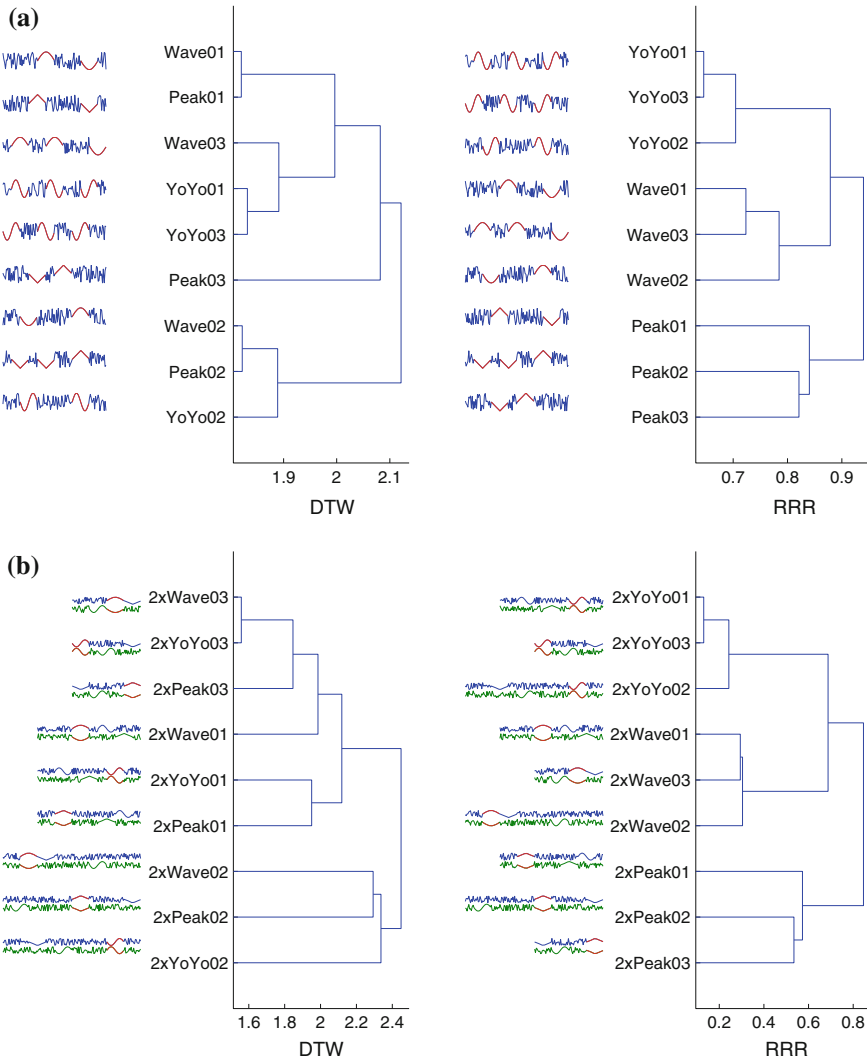 (a)
Wave01
Peak01
Wave03
YoYo01
YoYo03
Peak03
Wave02
Peak02
YoYo02
1.9 2 2.1
DTW
YoYo01
YoYo03
YoYo02
Wave01
Wave03
Wave02
Peak01
Peak02
Peak03
0.7 0.8 0.9
RRR
(b)
2xWave03
2xYoYo03
2xPeak03
2xWave01
2xYoYo01
2xPeak01
2xWave02
2xPeak02
2xYoYo02
1.6 2 2.2 2.4
DTW
2xYoYo01
2xYoYo03
2xYoYo02
2xWave01
2xWave03
2xWave02
2xPeak01
2xPeak02
2xPeak03
0.2 0.4 0.6 0.8
RRR